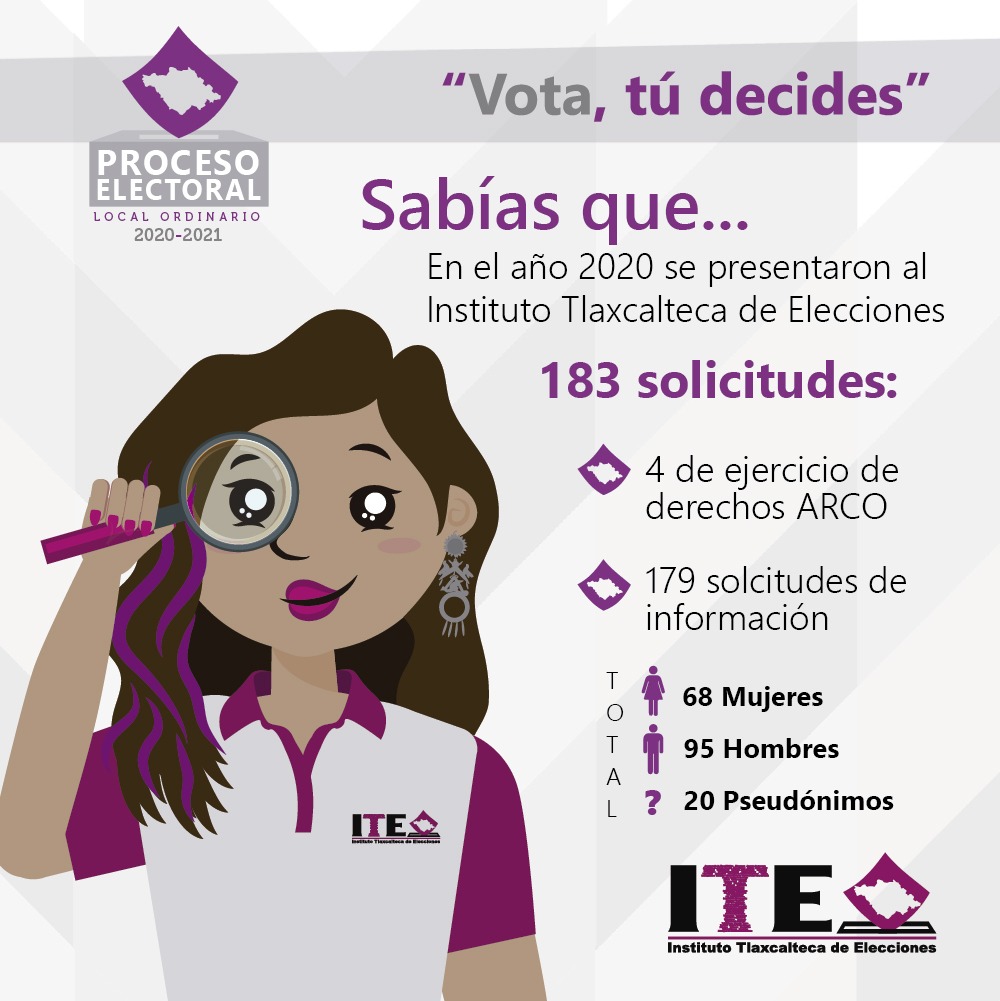 PROCESO
ELECTORAL
LOCAL ORDINARIO
2020-2021
“Vota, tú decides”
Sabías que...
En el año 2020 se presentaron al
Instituto Tlaxcalteca de Elecciones
183 solicitudes:
4 de ejercicio de
derechos ARCO
179 solcitudes de
información
TOTAL
68 Mujeres
95 Hombres
? 20 Pseudónimos
ITE
Instituto Tlaxcalteca de Elecciones
ITE
Instituto Tlaxcalteca de Elecciones